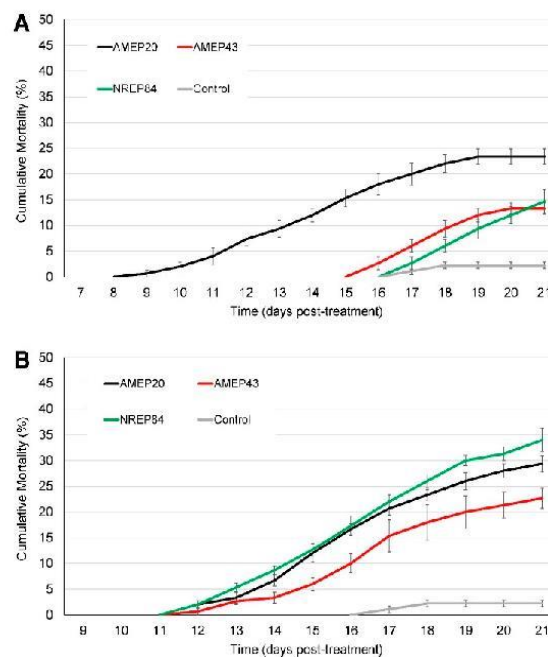 A
50
45
40
35
30
25
20
15
10
5
0
Cumulative Mortality (%)
AMEP20 AMEP43
NREP64 Control
7 8 9 10 11 12 13 14 15 16 17 18 19 20 21
Time (days post-treatment)
B
50
45
40
35
30
25
20
15
10
5
0
Cumulative Mortality (%)
AMEP20 AMEP43
NREP64 Control
9 10 11 12 13 14 15 16 17 18 19 20 21
Time (days post-treatment)